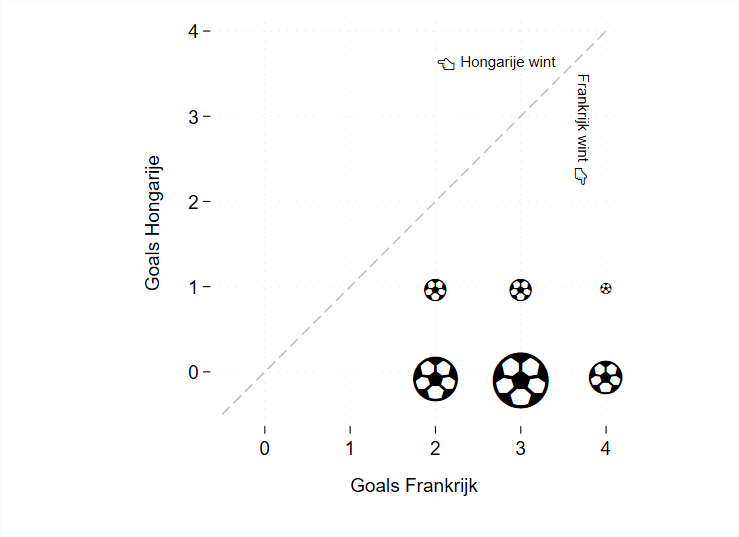 4
Hongarije wint
Frankrijk wint
3
2
1
0
Goals Hongarije
0 1 2 3 4
Goals Frankrijk